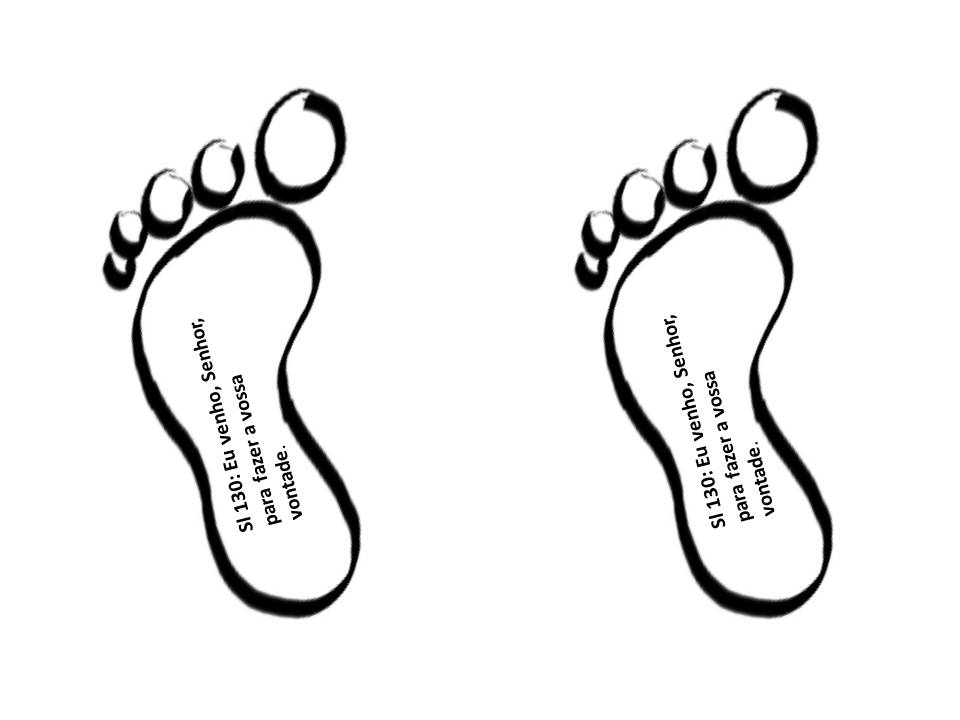 Sl 130: Eu venho, Senhor,
para fazer a vossa
vontade.
Sl 130: Eu venho, Senhor,
para fazer a vossa
vontade.